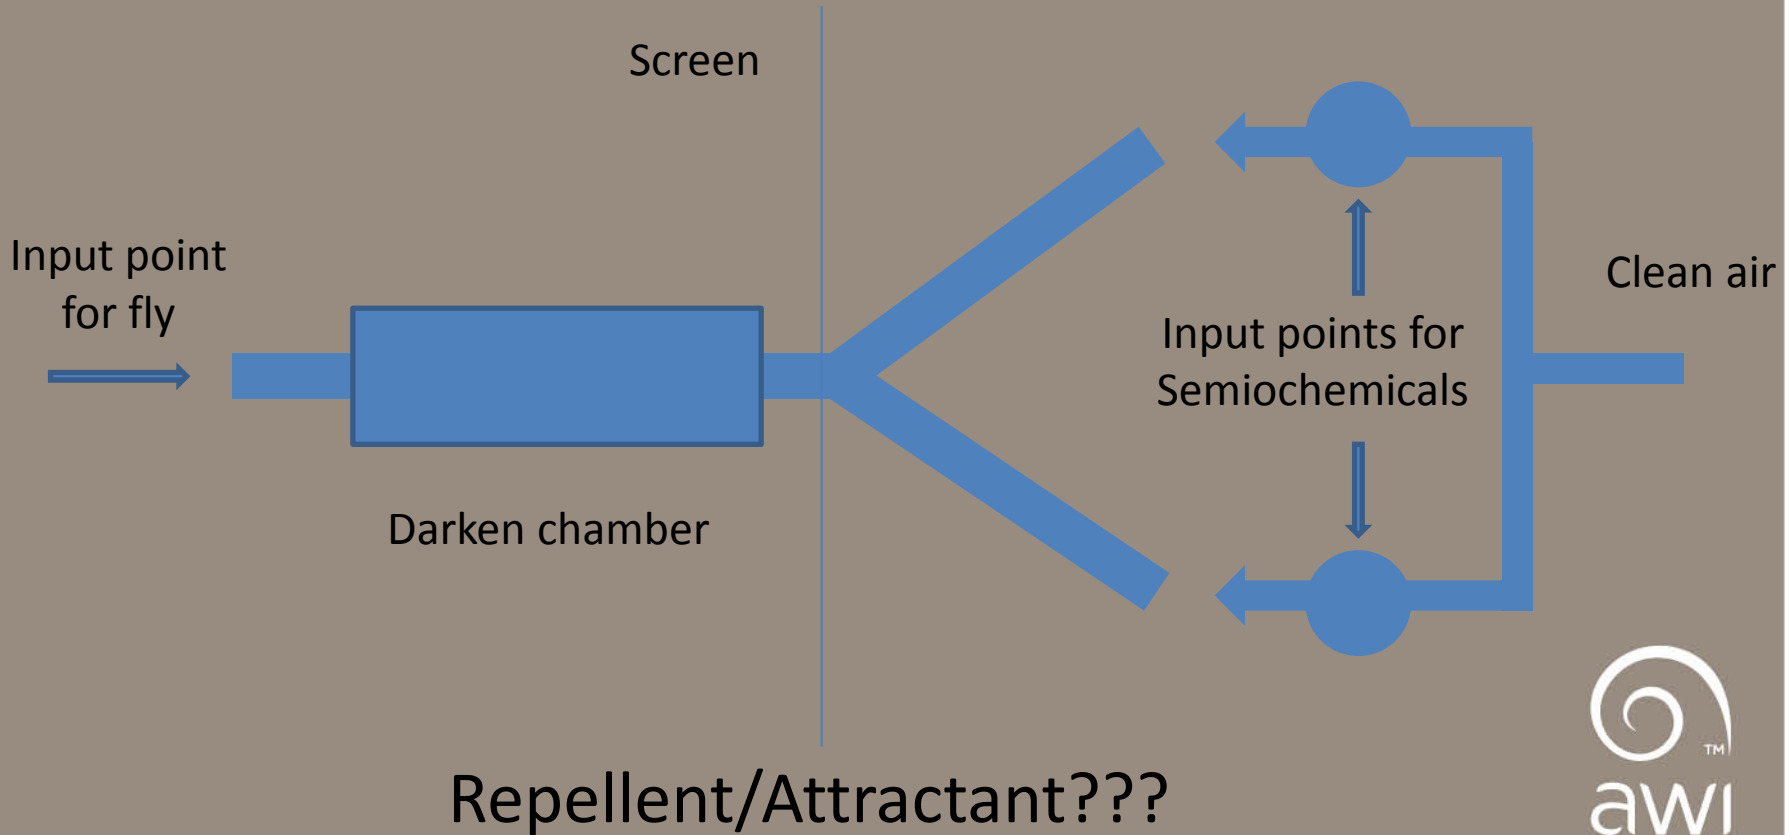 Screen
Input point
for fly
Clean air
Input points for
Semiochemicals
Darken chamber
Repellent/Attractant???
TM
awi